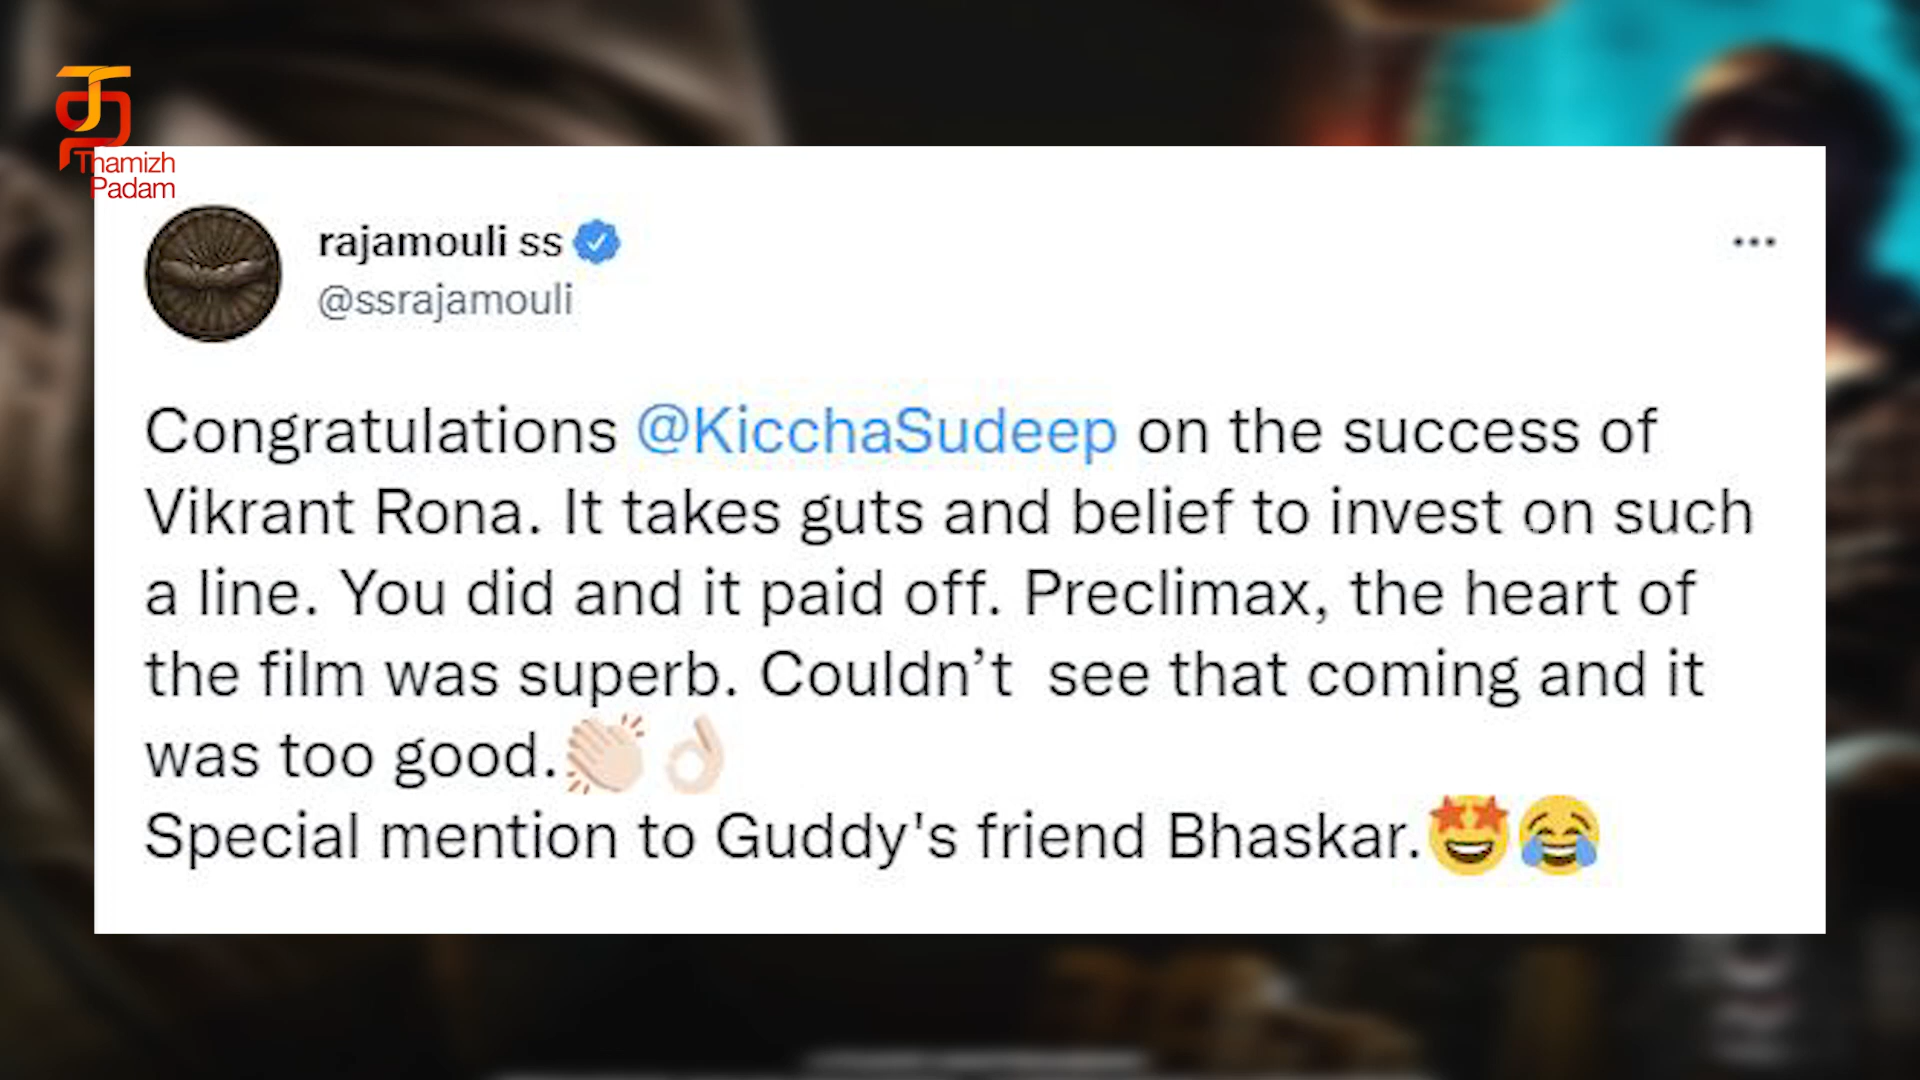 Thamizh
Padam
rajamouli ss
@ssrajamouli
Congratulations @KicchaSudeep on the success of
Vikrant Rona. It takes guts and belief to invest on such
a line. You did and it paid off. Preclimax, the heart of
the film was superb. Couldn’t  see that coming and it
was too good.👏🏻👌🏻
Special mention to Guddy's friend Bhaskar.🤩😂